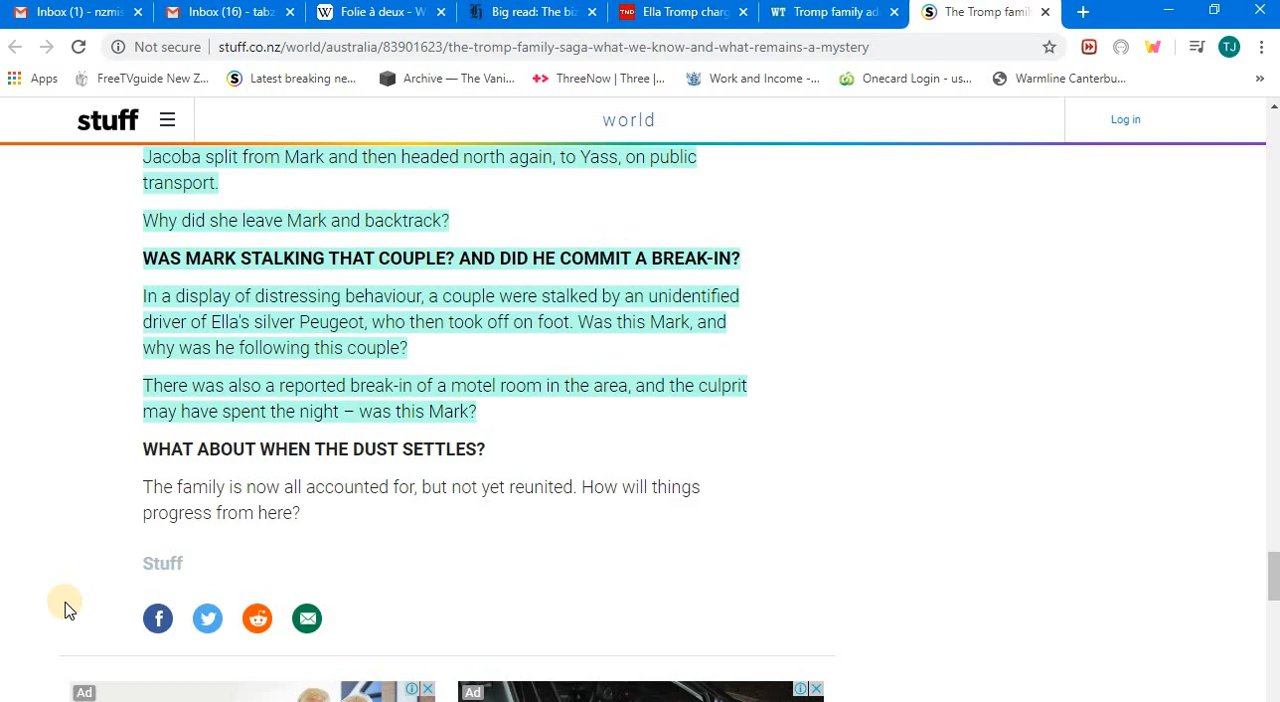 Inbox (1) - nzmis
Inbox (16) - tabz
Folie à deux - W
Big read: The biz
Ella Tromp charg
Tromp family ad
The Tromp famil
Not secure
stuff.co.nz/world/australia/83901623/the-tromp-family-saga-what-we-know-and-what-remains-a-mystery
TJ
Apps
FreeTVguide New Z...
Latest breaking ne...
Archive — The Vani...
ThreeNow | Three |...
Work and Income -...
Onecard Login - us...
Warmline Canterbu...
»
stuff
world
Log in
Jacoba split from Mark and then headed north again, to Yass, on public
transport.
Why did she leave Mark and backtrack?
WAS MARK STALKING THAT COUPLE? AND DID HE COMMIT A BREAK-IN?
In a display of distressing behaviour, a couple were stalked by an unidentified
driver of Ella's silver Peugeot, who then took off on foot. Was this Mark, and
why was he following this couple?
There was also a reported break-in of a motel room in the area, and the culprit
may have spent the night – was this Mark?
WHAT ABOUT WHEN THE DUST SETTLES?
The family is now all accounted for, but not yet reunited. How will things
progress from here?
Stuff
Ad
Ad